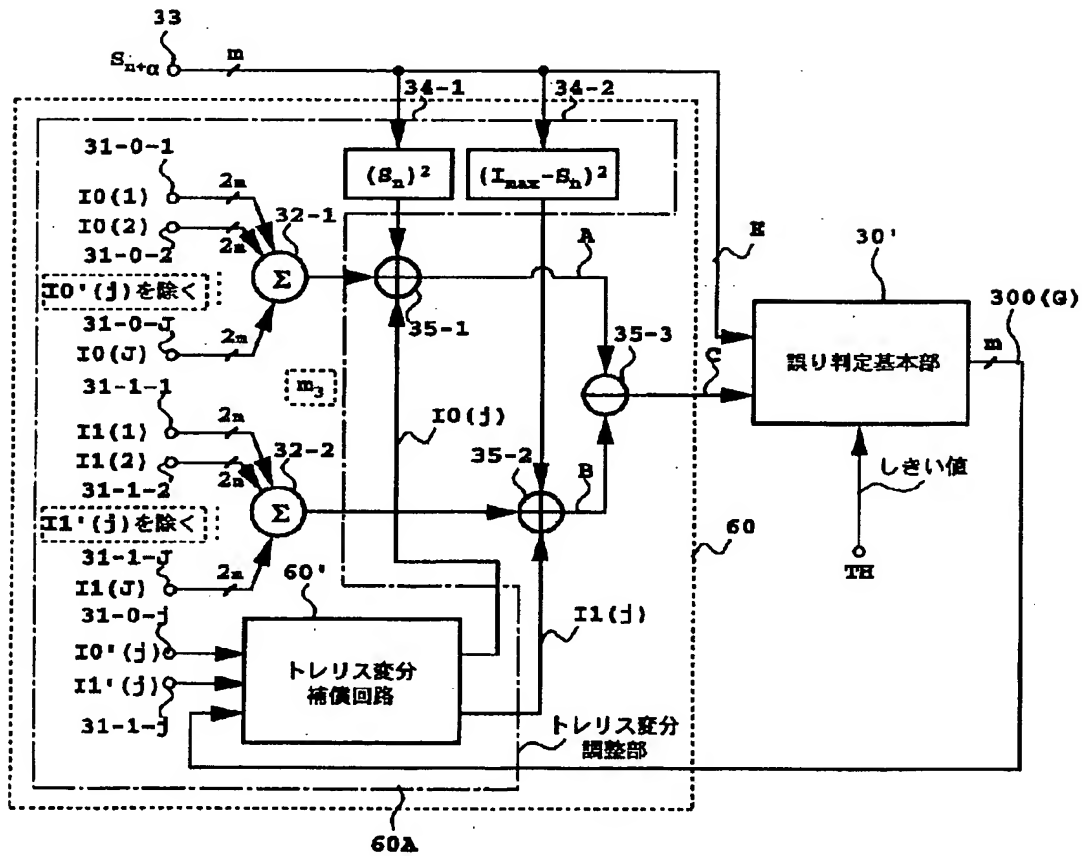 33
Sn+α
m
34-1
34-2
31-0-1
(Sn)²
(Imax-Sn)²
I0(1)
2m
32-1
I0(2)
2m
31-0-2
Σ
A
E
30'
I0'(j)を除く
300(G)
31-0-J
2m
35-1
35-3
m
I0(J)
C
誤り判定基本部
31-1-1
m3
I0(j)
I1(1)
2m
32-2
35-2
B
I1(2)
2m
しきい値
31-1-2
Σ
I1'(j)を除く
31-1-J
60
I1(J)
2m
TH
31-0-j
60'
I1(j)
I0'(j)
トレリス変分
補償回路
I1'(j)
31-1-j
トレリス変分
調整部
60A